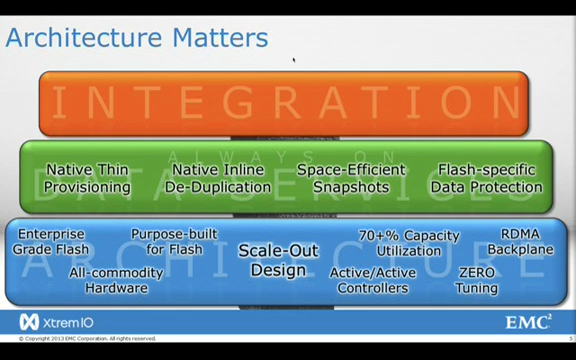 Architecture Matters
INTEGRATION
ALWAYS ON
DATA SERVICES
Native Thin
Provisioning
Native Inline
De-Duplication
Space-Efficient
Snapshots
Flash-specific
Data Protection
ARCHITECTURE
Enterprise
Grade Flash
Purpose-built
for Flash
Scale-Out
Design
70+% Capacity
Utilization
RDMA
Backplane
All-commodity
Hardware
Active/Active
Controllers
ZERO
Tuning
XtremIO
EMC²
© Copyright 2013 EMC Corporation. All rights reserved.
5